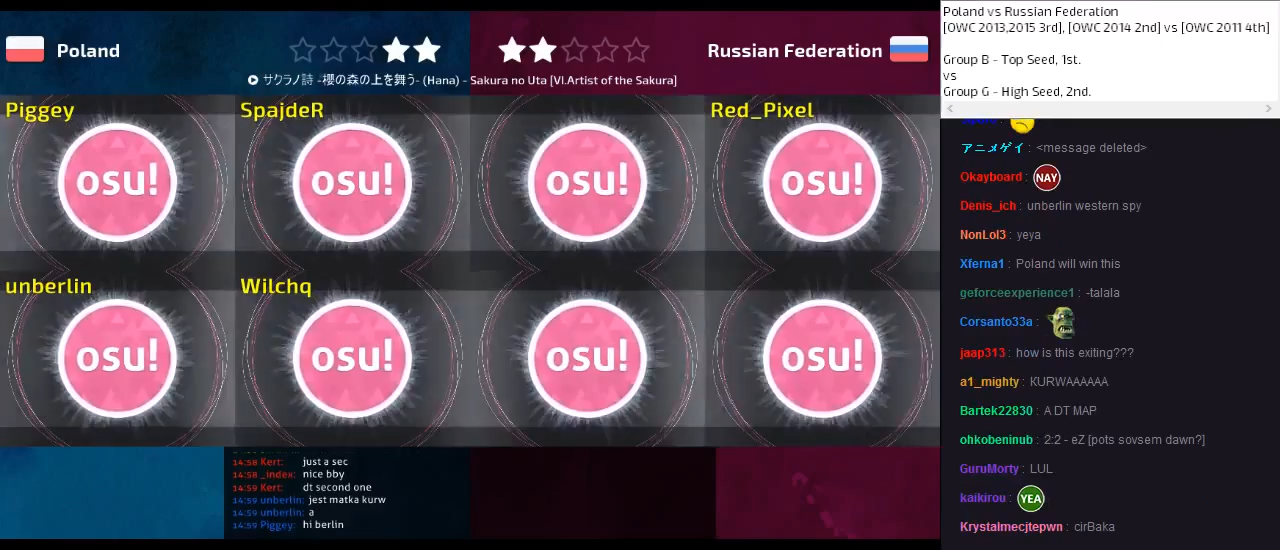 Poland
Russian Federation
サクラノ詩 -櫻の森の上を舞う- (Hana) - Sakura no Uta [VI.Artist of the Sakura]
Piggey
SpajdeR
Red_Pixel
osu!
osu!
osu!
osu!
unberlin
Wilchq
osu!
osu!
osu!
osu!
14:58 Kert: just a sec
14:58 _index: nice bby
14:59 Kert: dt second one
14:59 unberlin: jest matka kurw
14:59 unberlin: a
14:59 Piggey: hi berlin
Poland vs Russian Federation
[OWC 2013,2015 3rd], [OWC 2014 2nd] vs [OWC 2011 4th]
Group B - Top Seed, 1st.
vs
Group G - High Seed, 2nd.
アニメゲイ : <message deleted>
Okayboard : NAY
Denis_ich : unberlin western spy
NonLol3 : yeya
Xferna1 : Poland will win this
geforceexperience1 : -talala
Corsanto33a :
jaap313 : how is this exiting???
a1_mighty : KURWAAAAAA
Bartek22830 : A DT MAP
ohkobeninub : 2:2 - eZ [pots sovsem dawn?]
GuruMorty : LUL
kaikirou : YEA
Krystalmecjtepwn : cirBaka